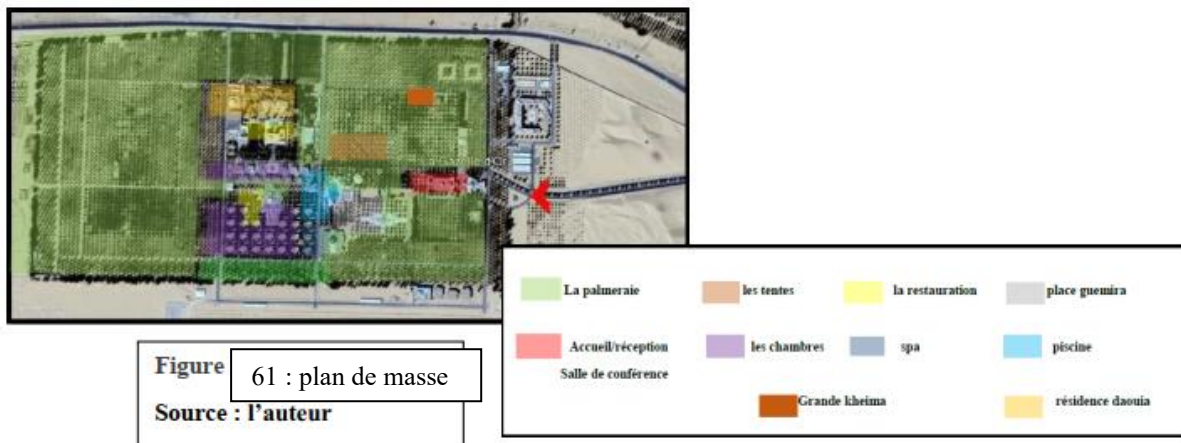 La palmeraie
les tentes
la restauration
place guemira
Accueil/réception
Salle de conférence
les chambres
spa
piscine
Grande kheima
résidence daouia
Figure 61 : plan de masse
Source : l’auteur